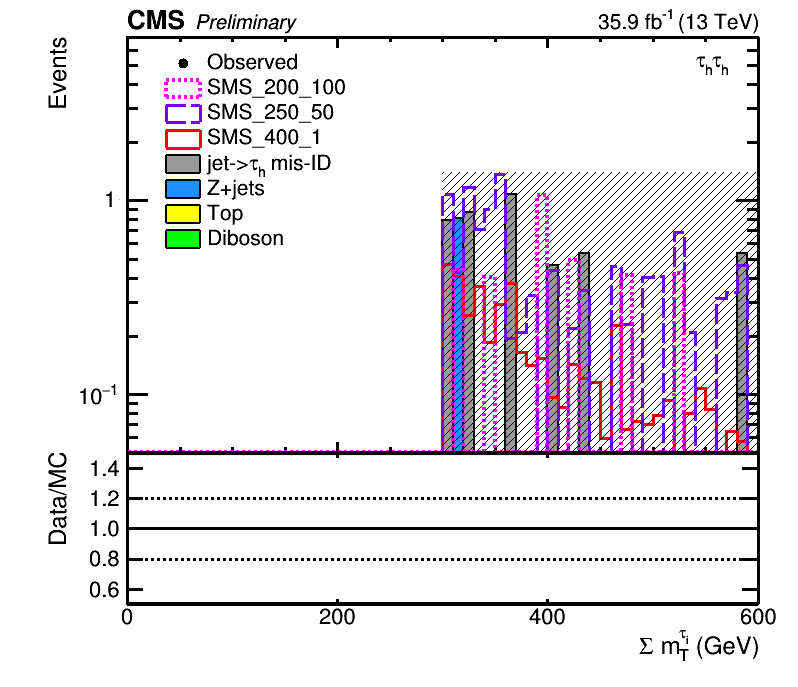 CMS Preliminary 35.9 fb⁻¹ (13 TeV)
Events
τhτh
Observed
SMS_200_100
SMS_250_50
SMS_400_1
jet->τh mis-ID
Z+jets
Top
Diboson
1
10⁻¹
Data/MC
1.4
1.2
1.0
0.8
0.6
0 200 400 600
Σ m_T^{τi} (GeV)